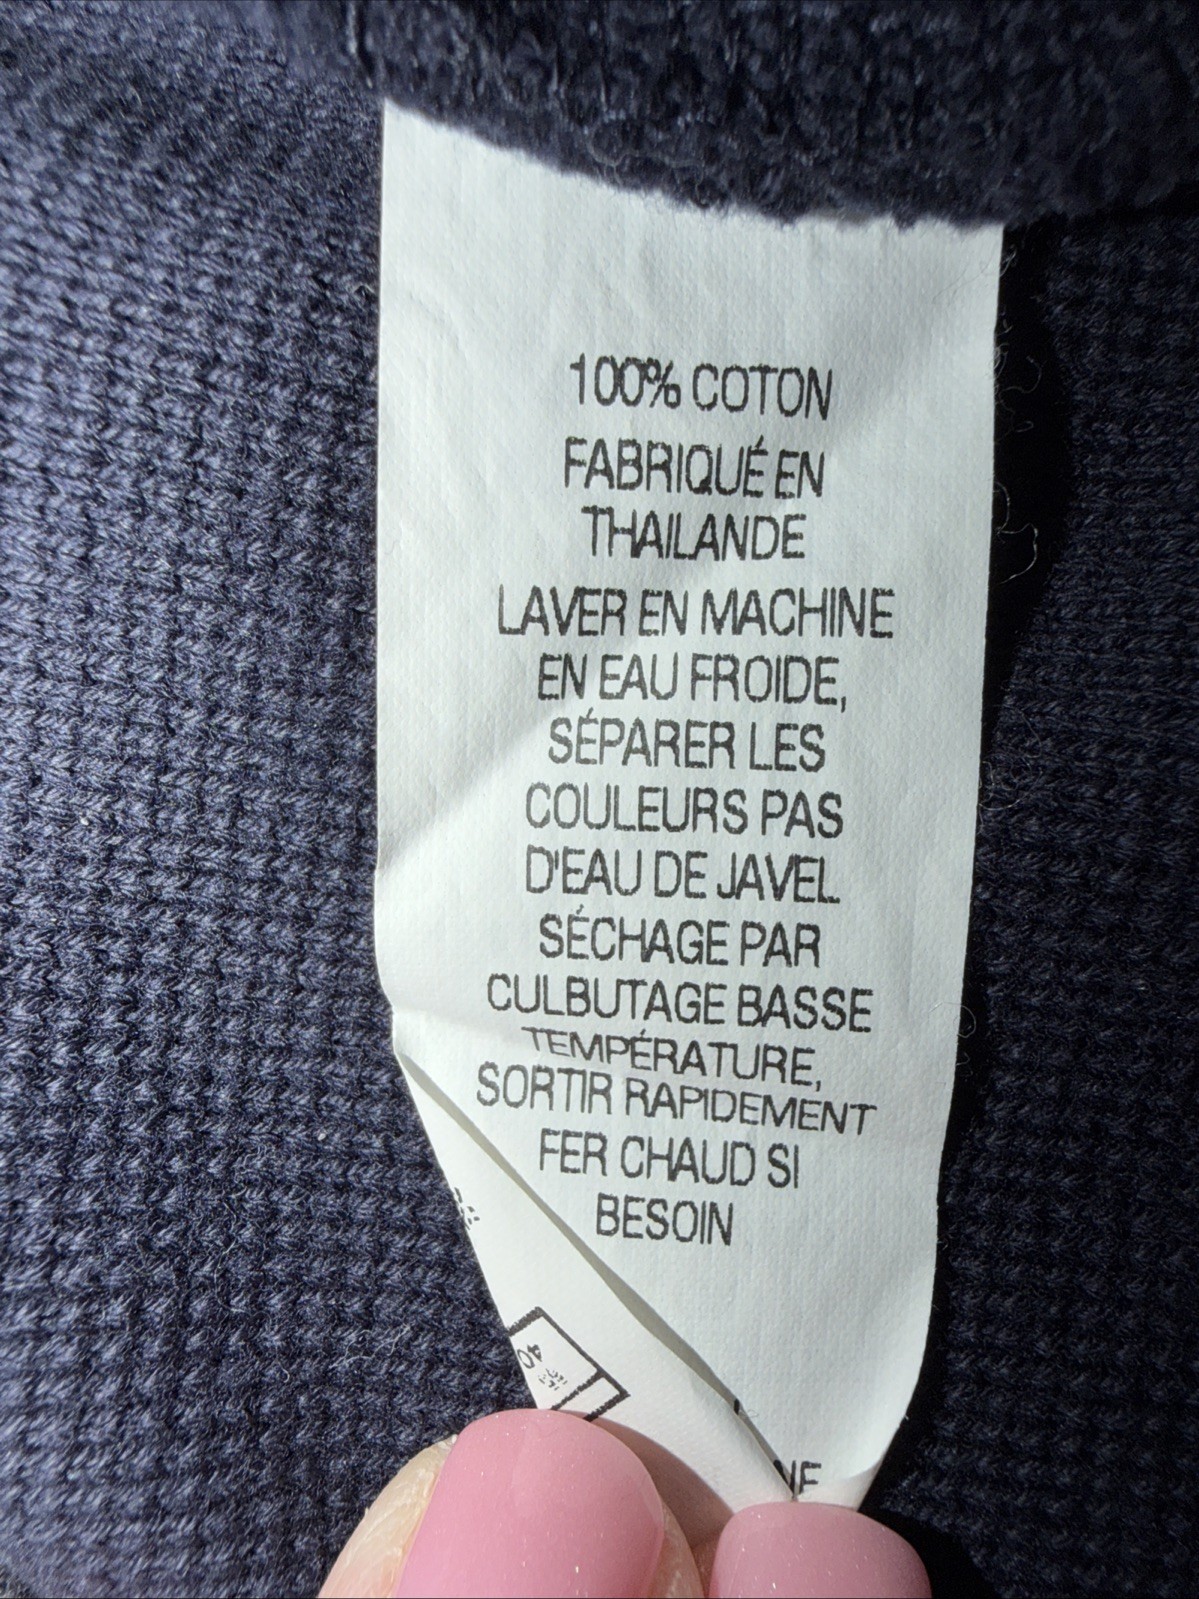 100% COTON
FABRIQUÉ EN
THAILANDE
LAVER EN MACHINE
EN EAU FROIDE,
SÉPARER LES
COULEURS PAS
D'EAU DE JAVEL
SÉCHAGE PAR
CULBUTAGE BASSE
TEMPÉRATURE,
SORTIR RAPIDEMENT
FER CHAUD SI
BESOIN
40